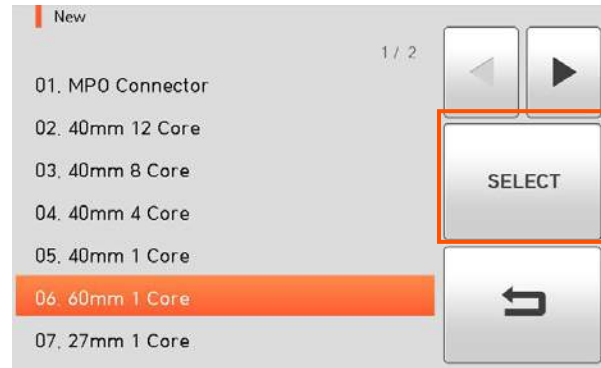 New
1 / 2
01. MPO Connector
02. 40mm 12 Core
03. 40mm 8 Core
SELECT
04. 40mm 4 Core
05. 40mm 1 Core
06. 60mm 1 Core
07. 27mm 1 Core